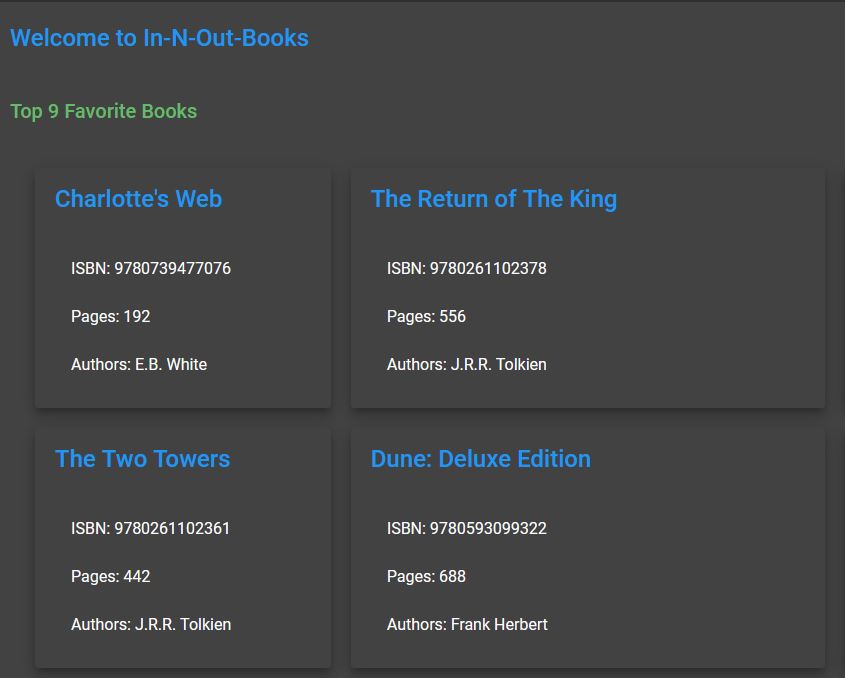 Welcome to In-N-Out-Books
Top 9 Favorite Books
Charlotte's Web
ISBN: 9780739477076
Pages: 192
Authors: E.B. White
The Return of The King
ISBN: 9780261102378
Pages: 556
Authors: J.R.R. Tolkien
The Two Towers
ISBN: 9780261102361
Pages: 442
Authors: J.R.R. Tolkien
Dune: Deluxe Edition
ISBN: 9780593099322
Pages: 688
Authors: Frank Herbert